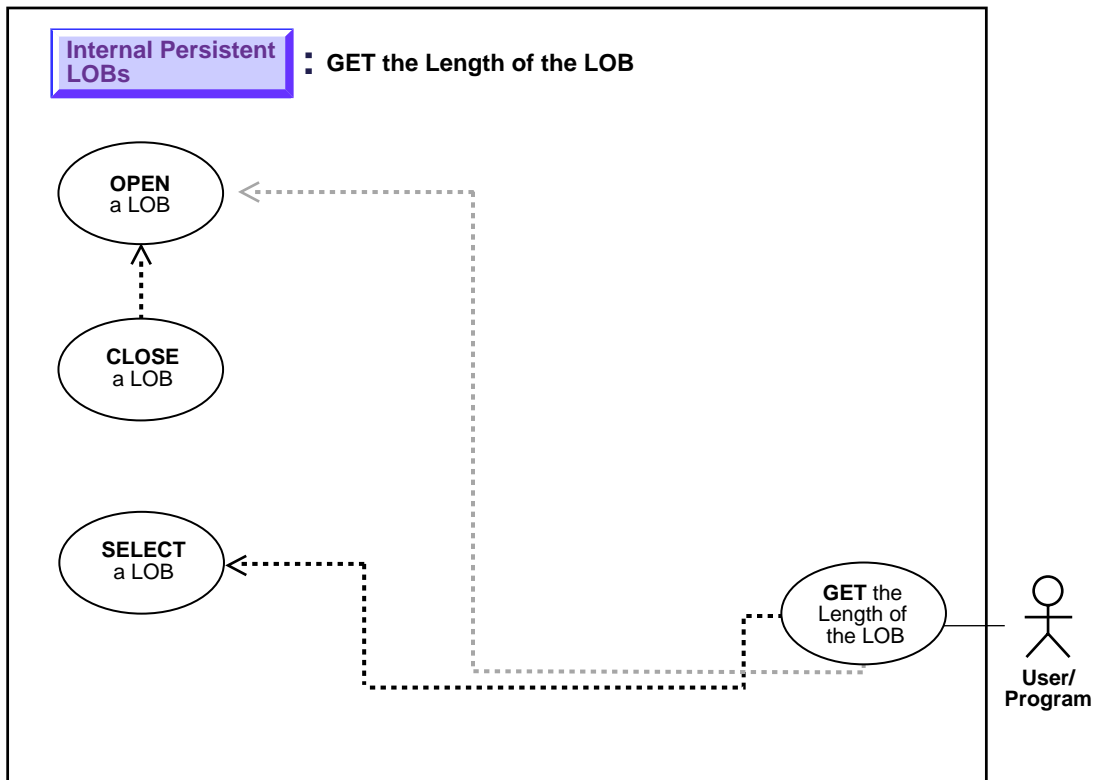 Internal Persistent
LOBs
: GET the Length of the LOB
OPEN
a LOB
CLOSE
a LOB
SELECT
a LOB
GET the
Length of
the LOB
User/
Program